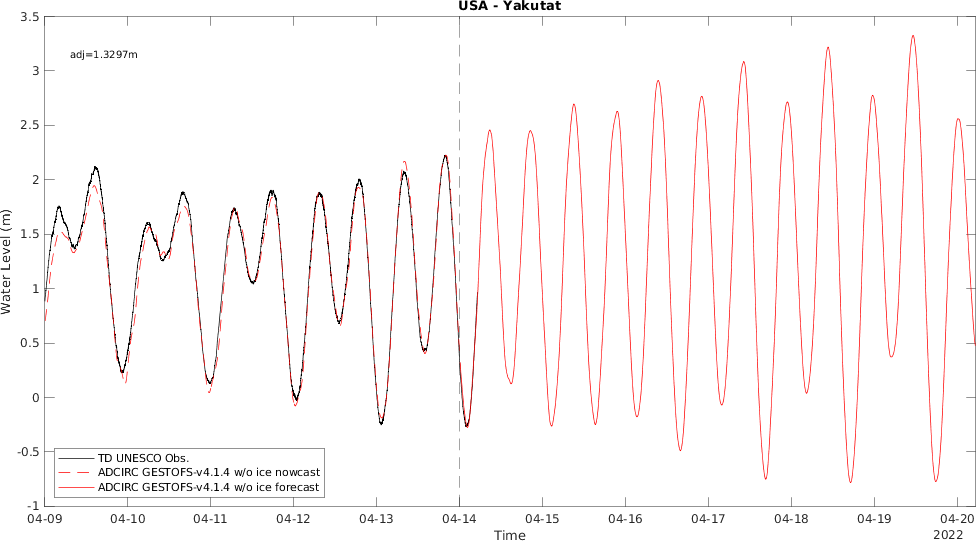 USA - Yakutat
adj=1.3297m
3.5
3
2.5
2
1.5
1
0.5
0
-0.5
-1
Water Level (m)
TD UNESCO Obs.
ADCIRC GESTOFS-v4.1.4 w/o ice nowcast
ADCIRC GESTOFS-v4.1.4 w/o ice forecast
04-09 04-10 04-11 04-12 04-13 04-14 04-15 04-16 04-17 04-18 04-19 04-20
Time
2022